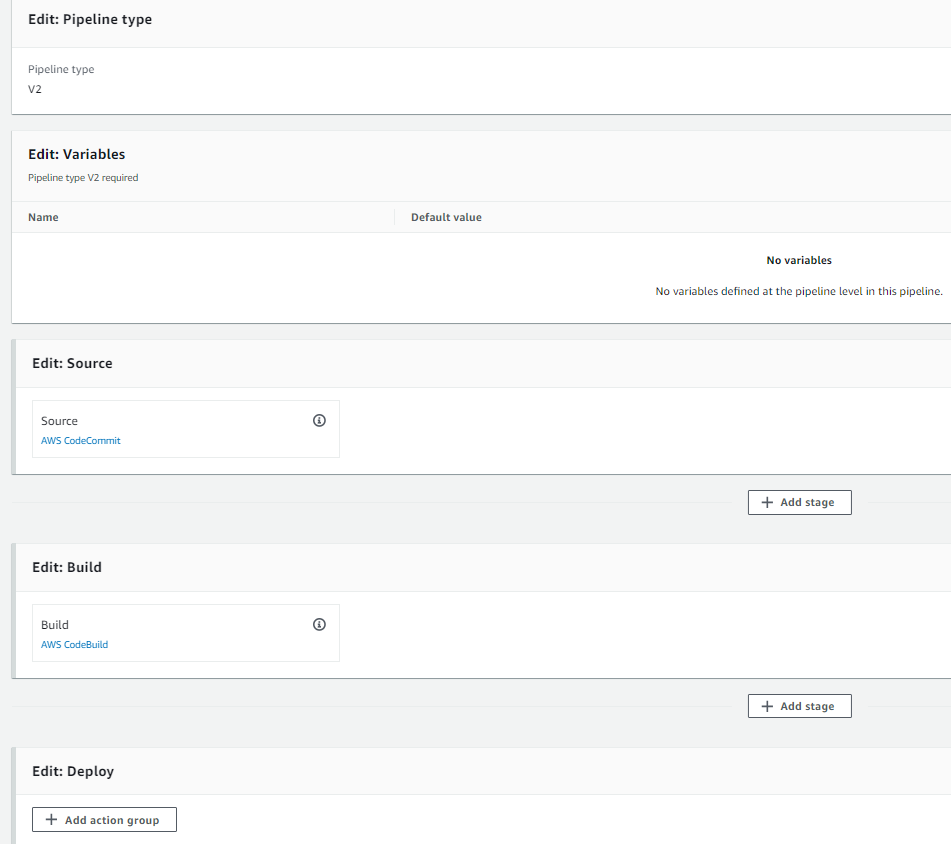 Edit: Pipeline type
Pipeline type
V2
Edit: Variables
Pipeline type V2 required
Name Default value
No variables
No variables defined at the pipeline level in this pipeline.
Edit: Source
Source
AWS CodeCommit
+ Add stage
Edit: Build
Build
AWS CodeBuild
+ Add stage
Edit: Deploy
+ Add action group